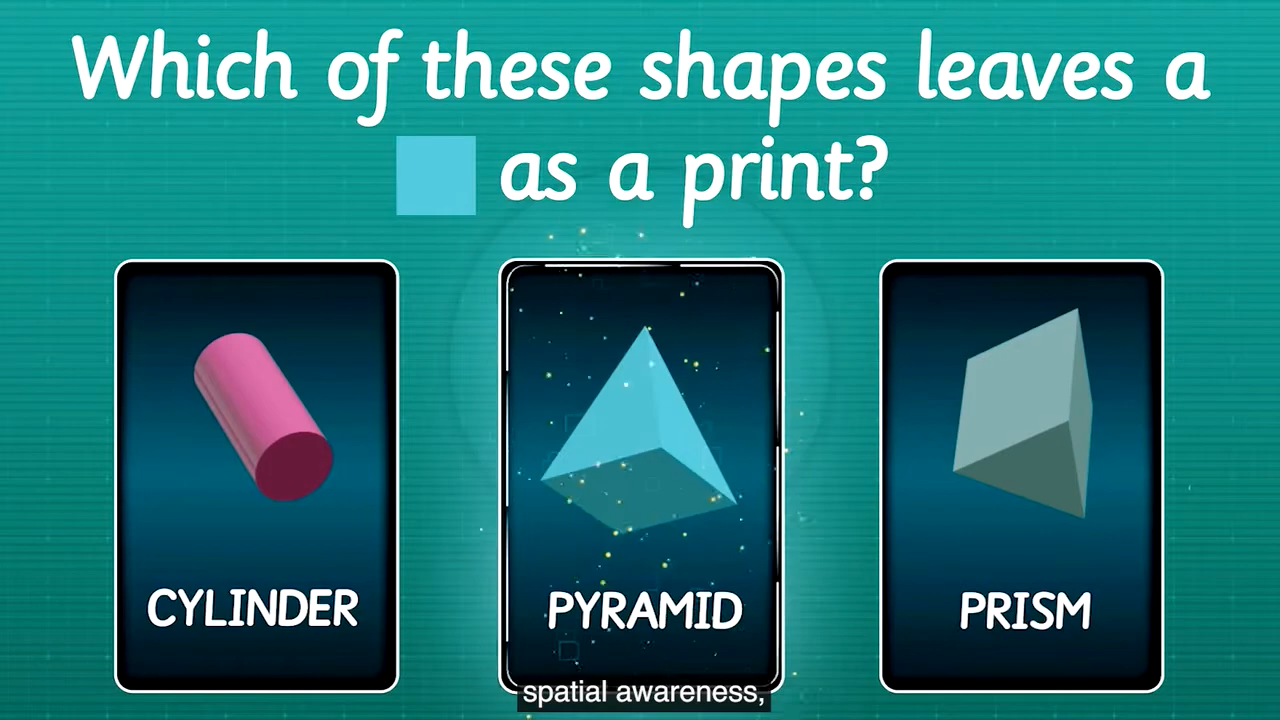 Which of these shapes leaves a
as a print?
CYLINDER
PYRAMID
PRISM
spatial awareness,